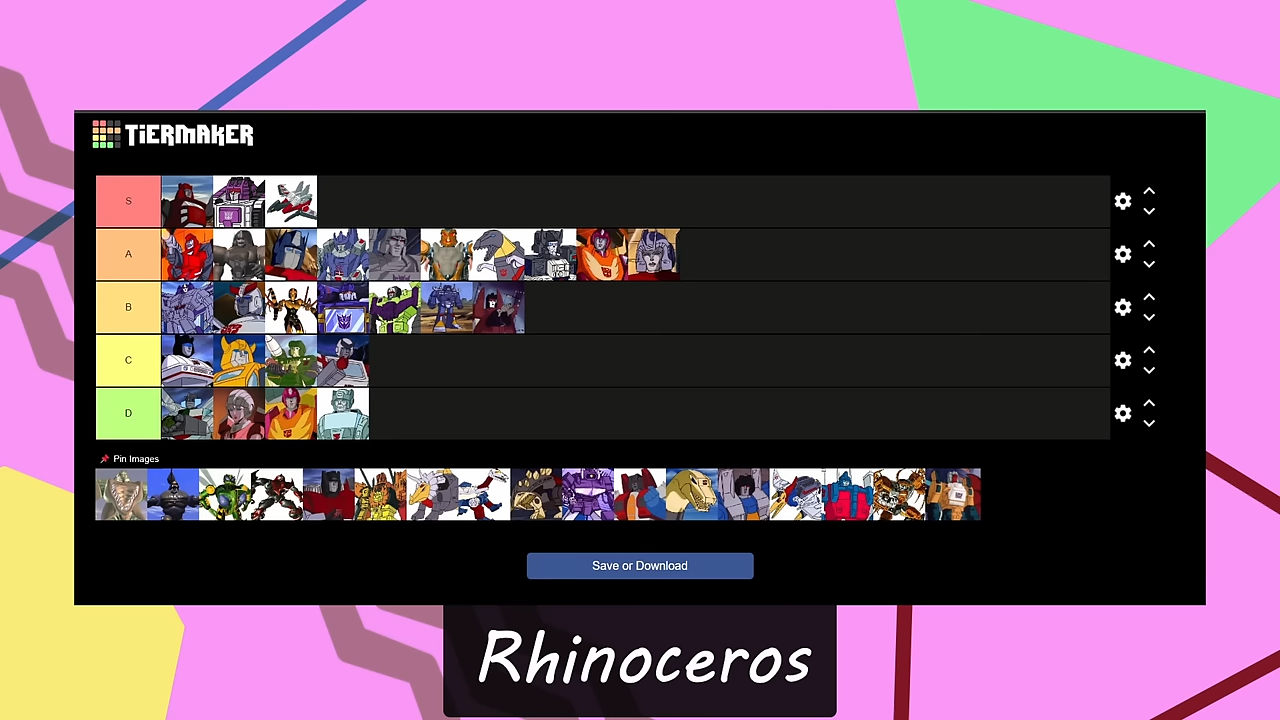 TiERMAKER
S
A
B
C
D
Pin Images
Save or Download
Rhinoceros